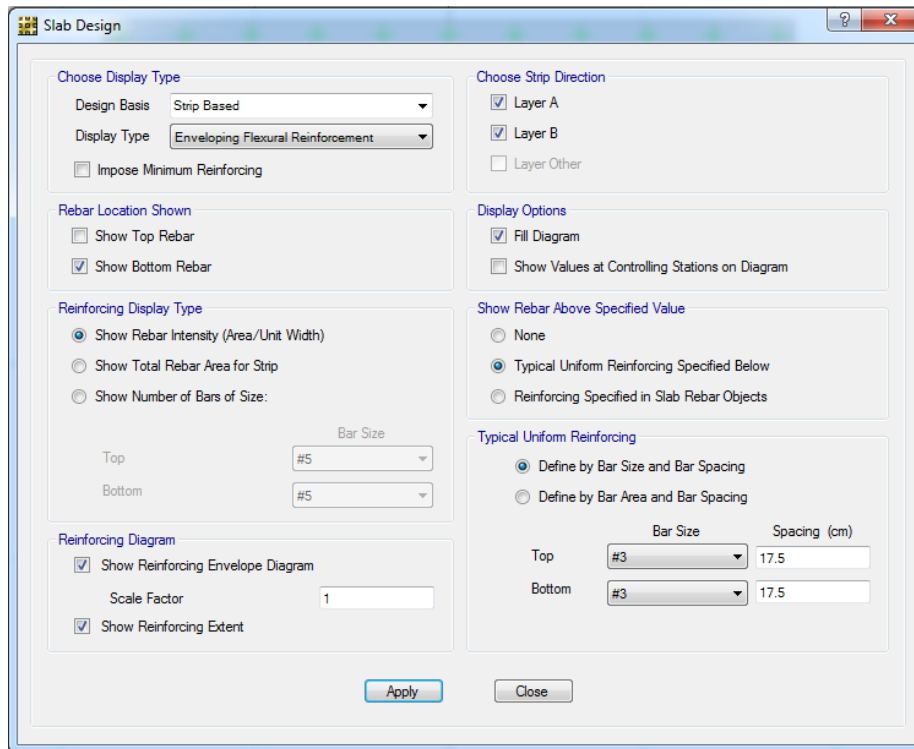 Slab Design
Choose Display Type
Design Basis Strip Based
Display Type Enveloping Flexural Reinforcement
Impose Minimum Reinforcing
Rebar Location Shown
Show Top Rebar
Show Bottom Rebar
Reinforcing Display Type
Show Rebar Intensity (Area/Unit Width)
Show Total Rebar Area for Strip
Show Number of Bars of Size:
Bar Size
Top #5
Bottom #5
Reinforcing Diagram
Show Reinforcing Envelope Diagram
Scale Factor 1
Show Reinforcing Extent
Choose Strip Direction
Layer A
Layer B
Layer Other
Display Options
Fill Diagram
Show Values at Controlling Stations on Diagram
Show Rebar Above Specified Value
None
Typical Uniform Reinforcing Specified Below
Reinforcing Specified in Slab Rebar Objects
Typical Uniform Reinforcing
Define by Bar Size and Bar Spacing
Define by Bar Area and Bar Spacing
Bar Size Spacing (cm)
Top #3 17.5
Bottom #3 17.5
Apply Close